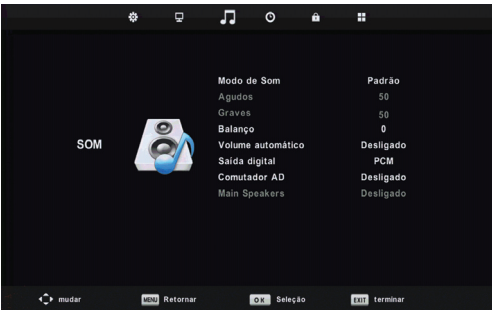 Modo de Som Padrão
Agudos 50
Graves 50
Balanço 0
SOM
Volume automático Desligado
Saída digital PCM
Comutador AD Desligado
Main Speakers Desligado
mudar MENU Retornar OK Seleção EXIT terminar